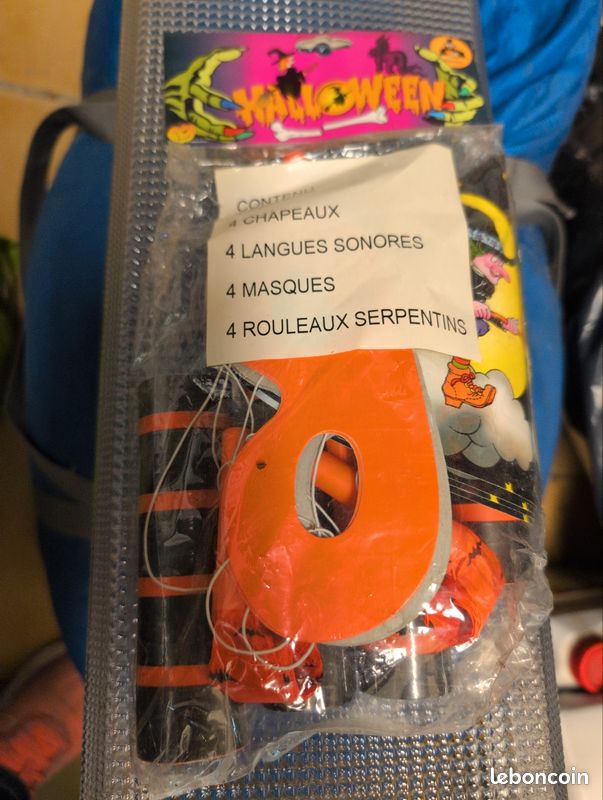 HALLOWEEN
CONTENU
4 CHAPEAUX
4 LANGUES SONORES
4 MASQUES
4 ROULEAUX SERPENTINS
leboncoin